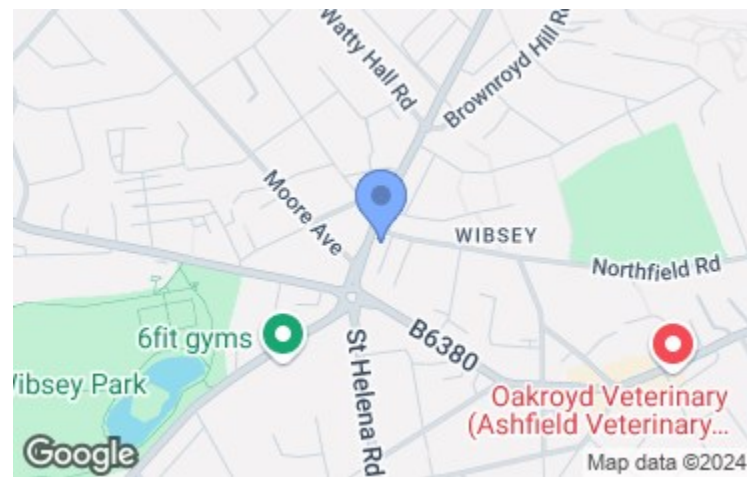 Watty Hall Rd
Brownroyd Hill R
Moore Ave
WIBSEY
Northfield Rd
6fit gyms
B6380
Vibsey Park
St Helena Rd
Oakroyd Veterinary
(Ashfield Veterinary...
Google
Map data ©2024